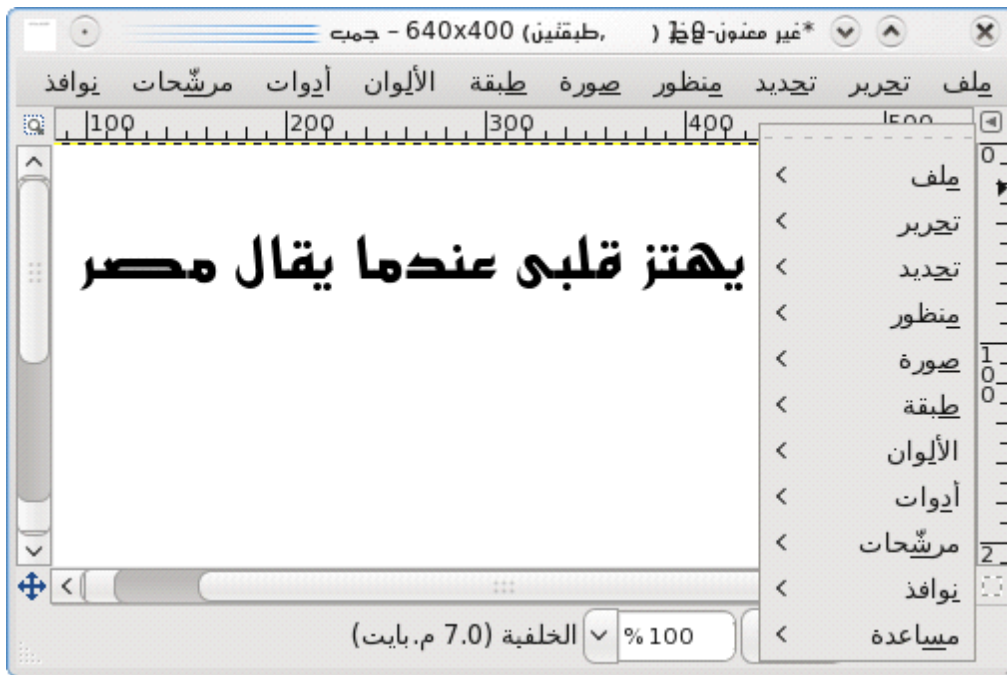 *غير معنون- ( ,طبقتين) 640x400 – جمب
ملف تحرير تحديد منظور صورة طبقة الألوان أدوات مرشّحات نوافذ
100 200 300 400 500
0
ملف
تحرير
يهتز قلبى عندما يقال مصر
تحديد
منظور
صورة
100
طبقة
الألوان
أدوات
مرشّحات
2
نوافذ
مساعدة
%100
الخلفية (7.0 م.بايت)